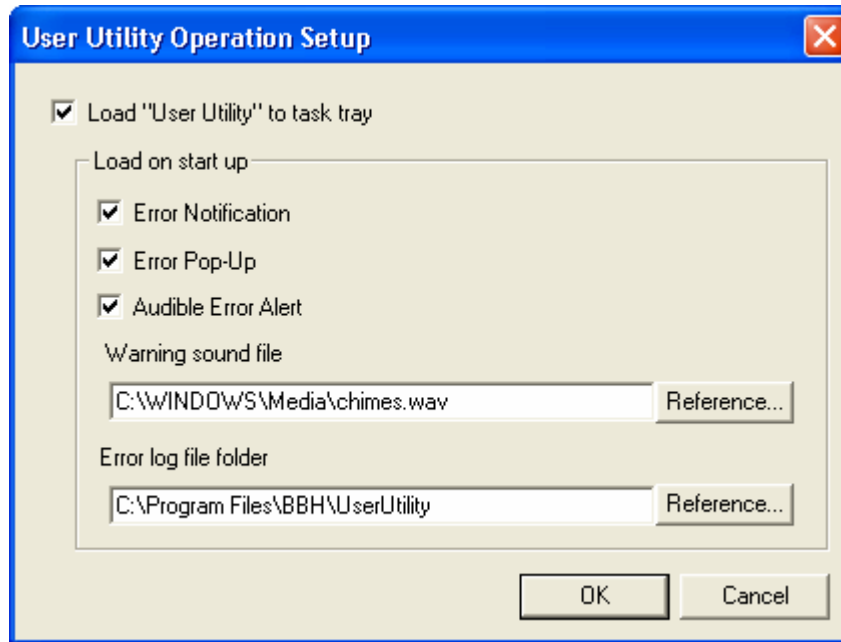 User Utility Operation Setup
Load "User Utility" to task tray
Load on start up
Error Notification
Error Pop-Up
Audible Error Alert
Warning sound file
C:\WINDOWS\Media\chimes.wav Reference...
Error log file folder
C:\Program Files\BBH\UserUtility Reference...
OK Cancel